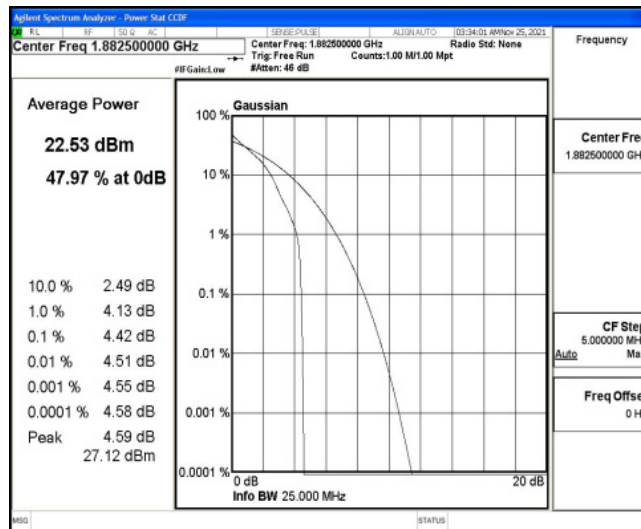 Agilent Spectrum Analyzer - Power Stat CCDF
RL RF 50 Ω AC SENSE:PULSE ALIGN AUTO 03:34:01 AM Nov 25, 2021
Center Freq 1.882500000 GHz
Center Freq: 1.882500000 GHz Radio Std: None
Trig: Free Run Counts:1.00 M/1.00 Mpt
#IFGain:Low #Atten: 46 dB
Frequency
Average Power
22.53 dBm
47.97 % at 0dB
10.0 % 2.49 dB
1.0 % 4.13 dB
0.1 % 4.42 dB
0.01 % 4.51 dB
0.001 % 4.55 dB
0.0001 % 4.58 dB
Peak 4.59 dB
27.12 dBm
Gaussian
100 %
10 %
1 %
0.1 %
0.01 %
0.001 %
0.0001 %
0 dB 20 dB
Info BW 25.000 MHz
Center Fre
1.882500000 GH
CF Step
5.000000 MH
Auto Ma
Freq Offse
0 H
MSG STATUS